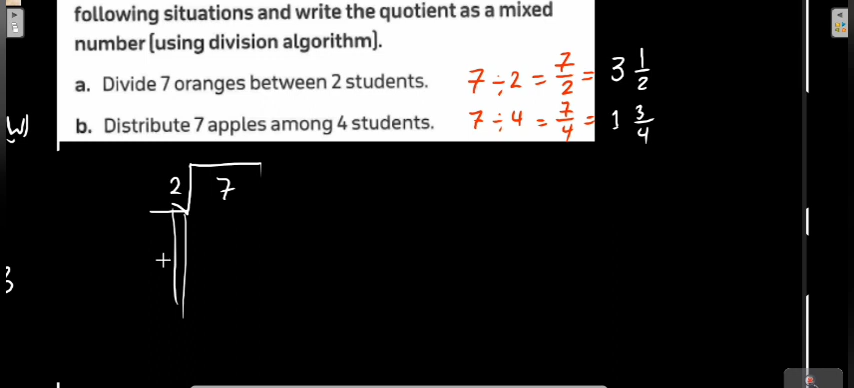 following situations and write the quotient as a mixed
number (using division algorithm).
a. Divide 7 oranges between 2 students. 7 ÷ 2 = 7/2 = 3 1/2
b. Distribute 7 apples among 4 students. 7 ÷ 4 = 7/4 = 1 3/4
2 7
+